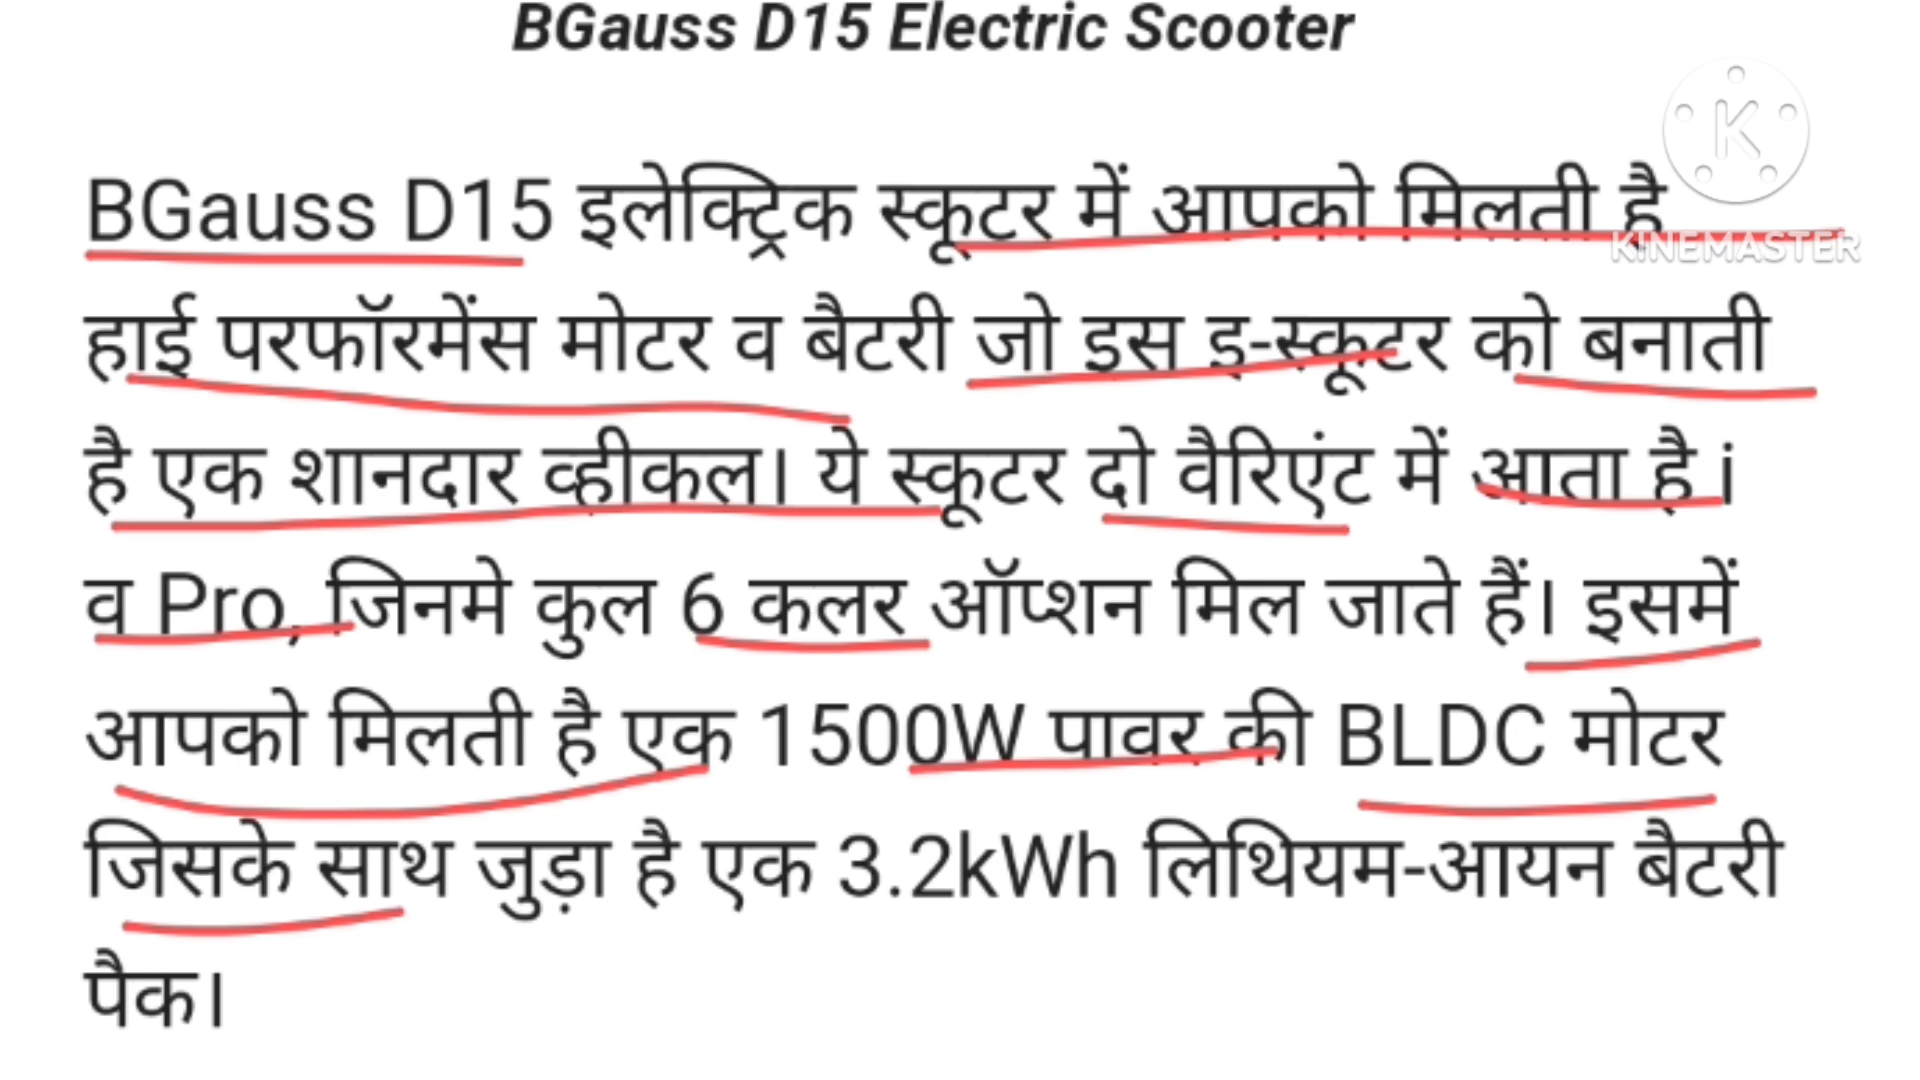 BGauss D15 Electric Scooter
BGauss D15 इलेक्ट्रिक स्कूटर में आपको मिलती है
KINEMASTER
हाई परफॉरमेंस मोटर व बैटरी जो इस इ-स्कूटर को बनाती
है एक शानदार व्हीकल। ये स्कूटर दो वैरिएंट में आता है i
व Pro, जिनमे कुल 6 कलर ऑप्शन मिल जाते हैं। इसमें
आपको मिलती है एक 1500W पावर की BLDC मोटर
जिसके साथ जुड़ा है एक 3.2kWh लिथियम-आयन बैटरी
पैक।